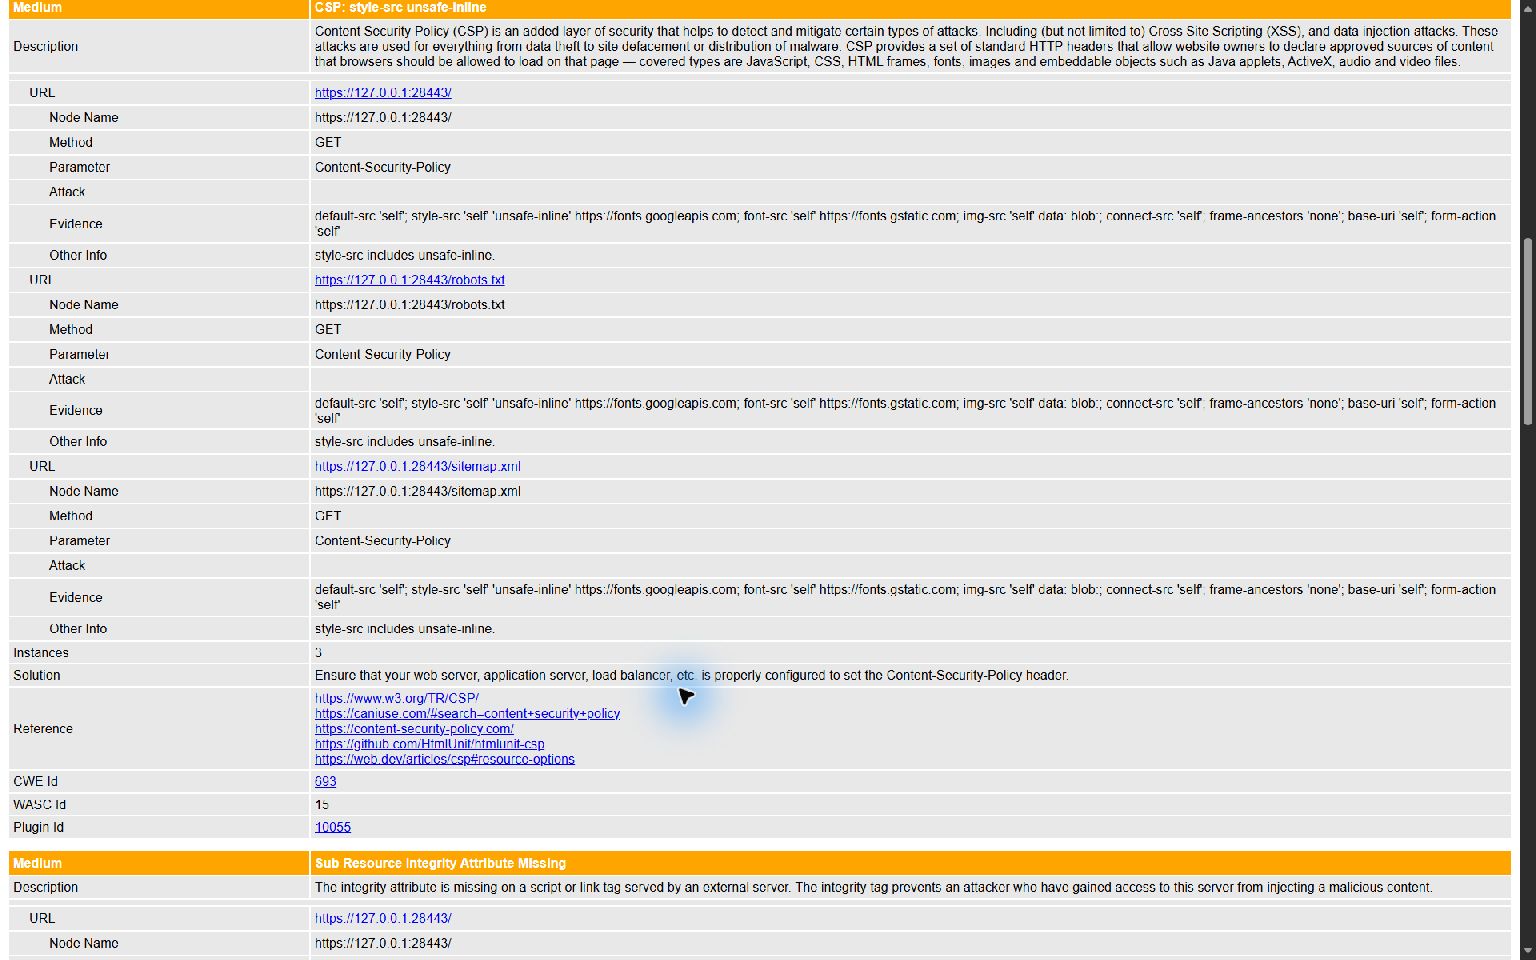 Medium CSP: style-src unsafe-inline
Description Content Security Policy (CSP) is an added layer of security that helps to detect and mitigate certain types of attacks. Including (but not limited to) Cross Site Scripting (XSS), and data injection attacks. These
attacks are used for everything from data theft to site defacement or distribution of malware. CSP provides a set of standard HTTP headers that allow website owners to declare approved sources of content
that browsers should be allowed to load on that page — covered types are JavaScript, CSS, HTML frames, fonts, images and embeddable objects such as Java applets, ActiveX, audio and video files.
URL https://127.0.0.1:28443/
Node Name https://127.0.0.1:28443/
Method GET
Parameter Content-Security-Policy
Attack
Evidence default-src 'self'; style-src 'self' 'unsafe-inline' https://fonts.googleapis.com; font-src 'self' https://fonts.gstatic.com; img-src 'self' data: blob:; connect-src 'self'; frame-ancestors 'none'; base-uri 'self'; form-action
'self'
Other Info style-src includes unsafe-inline.
URL https://127.0.0.1:28443/robots.txt
Node Name https://127.0.0.1:28443/robots.txt
Method GET
Parameter Content-Security-Policy
Attack
Evidence default-src 'self'; style-src 'self' 'unsafe-inline' https://fonts.googleapis.com; font-src 'self' https://fonts.gstatic.com; img-src 'self' data: blob:; connect-src 'self'; frame-ancestors 'none'; base-uri 'self'; form-action
'self'
Other Info style-src includes unsafe-inline.
URL https://127.0.0.1:28443/sitemap.xml
Node Name https://127.0.0.1:28443/sitemap.xml
Method GET
Parameter Content-Security-Policy
Attack
Evidence default-src 'self'; style-src 'self' 'unsafe-inline' https://fonts.googleapis.com; font-src 'self' https://fonts.gstatic.com; img-src 'self' data: blob:; connect-src 'self'; frame-ancestors 'none'; base-uri 'self'; form-action
'self'
Other Info style-src includes unsafe-inline.
Instances 3
Solution Ensure that your web server, application server, load balancer, etc. is properly configured to set the Content-Security-Policy header.
Reference https://www.w3.org/TR/CSP/
https://caniuse.com/#search=content+security+policy
https://content-security-policy.com/
https://github.com/HtmlUnit/htmlunit-csp
https://web.dev/articles/csp#resource-options
CWE Id 693
WASC Id 15
Plugin Id 10055
Medium Sub Resource Integrity Attribute Missing
Description The integrity attribute is missing on a script or link tag served by an external server. The integrity tag prevents an attacker who have gained access to this server from injecting a malicious content.
URL https://127.0.0.1:28443/
Node Name https://127.0.0.1:28443/